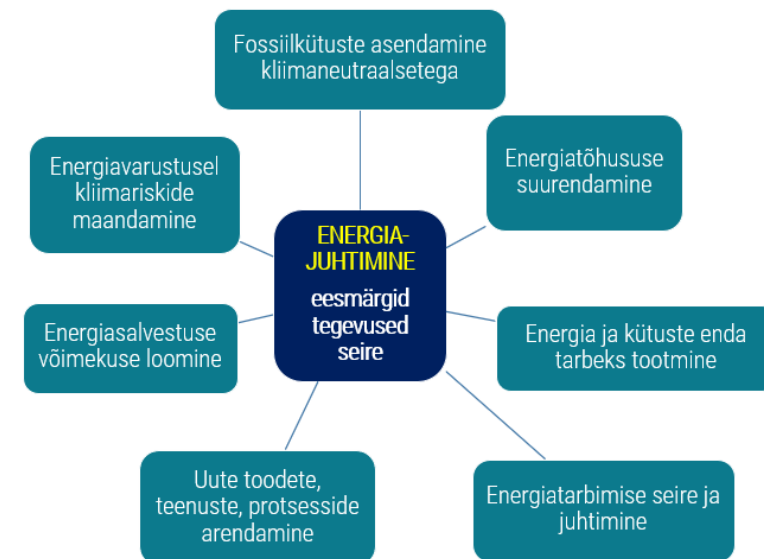 Fossiilkütuste asendamine
kliimaneutraalsetega
Energiavarustusel
kliimariskide
maandamine
Energiatõhususe
suurendamine
ENERGIA-
JUHTIMINE
eesmärgid
tegevused
seire
Energiasalvestuse
võimekuse loomine
Energia ja kütuste enda
tarbeks tootmine
Uute toodete,
teenuste, protsesside
arendamine
Energiatarbimise seire ja
juhtimine